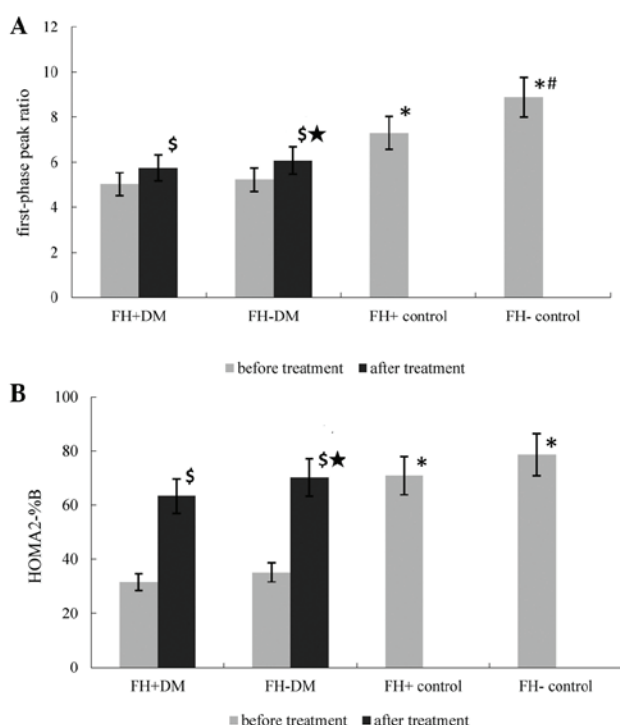 A
12
10
8
6
4
2
0
first-phase peak ratio
$
$★
*
*#
FH+DM
FH-DM
FH+ control
FH- control
before treatment after treatment
B
100
80
60
40
20
0
HOMA2-%B
$
$★
*
*
FH+DM
FH-DM
FH+ control
FH- control
before treatment after treatment